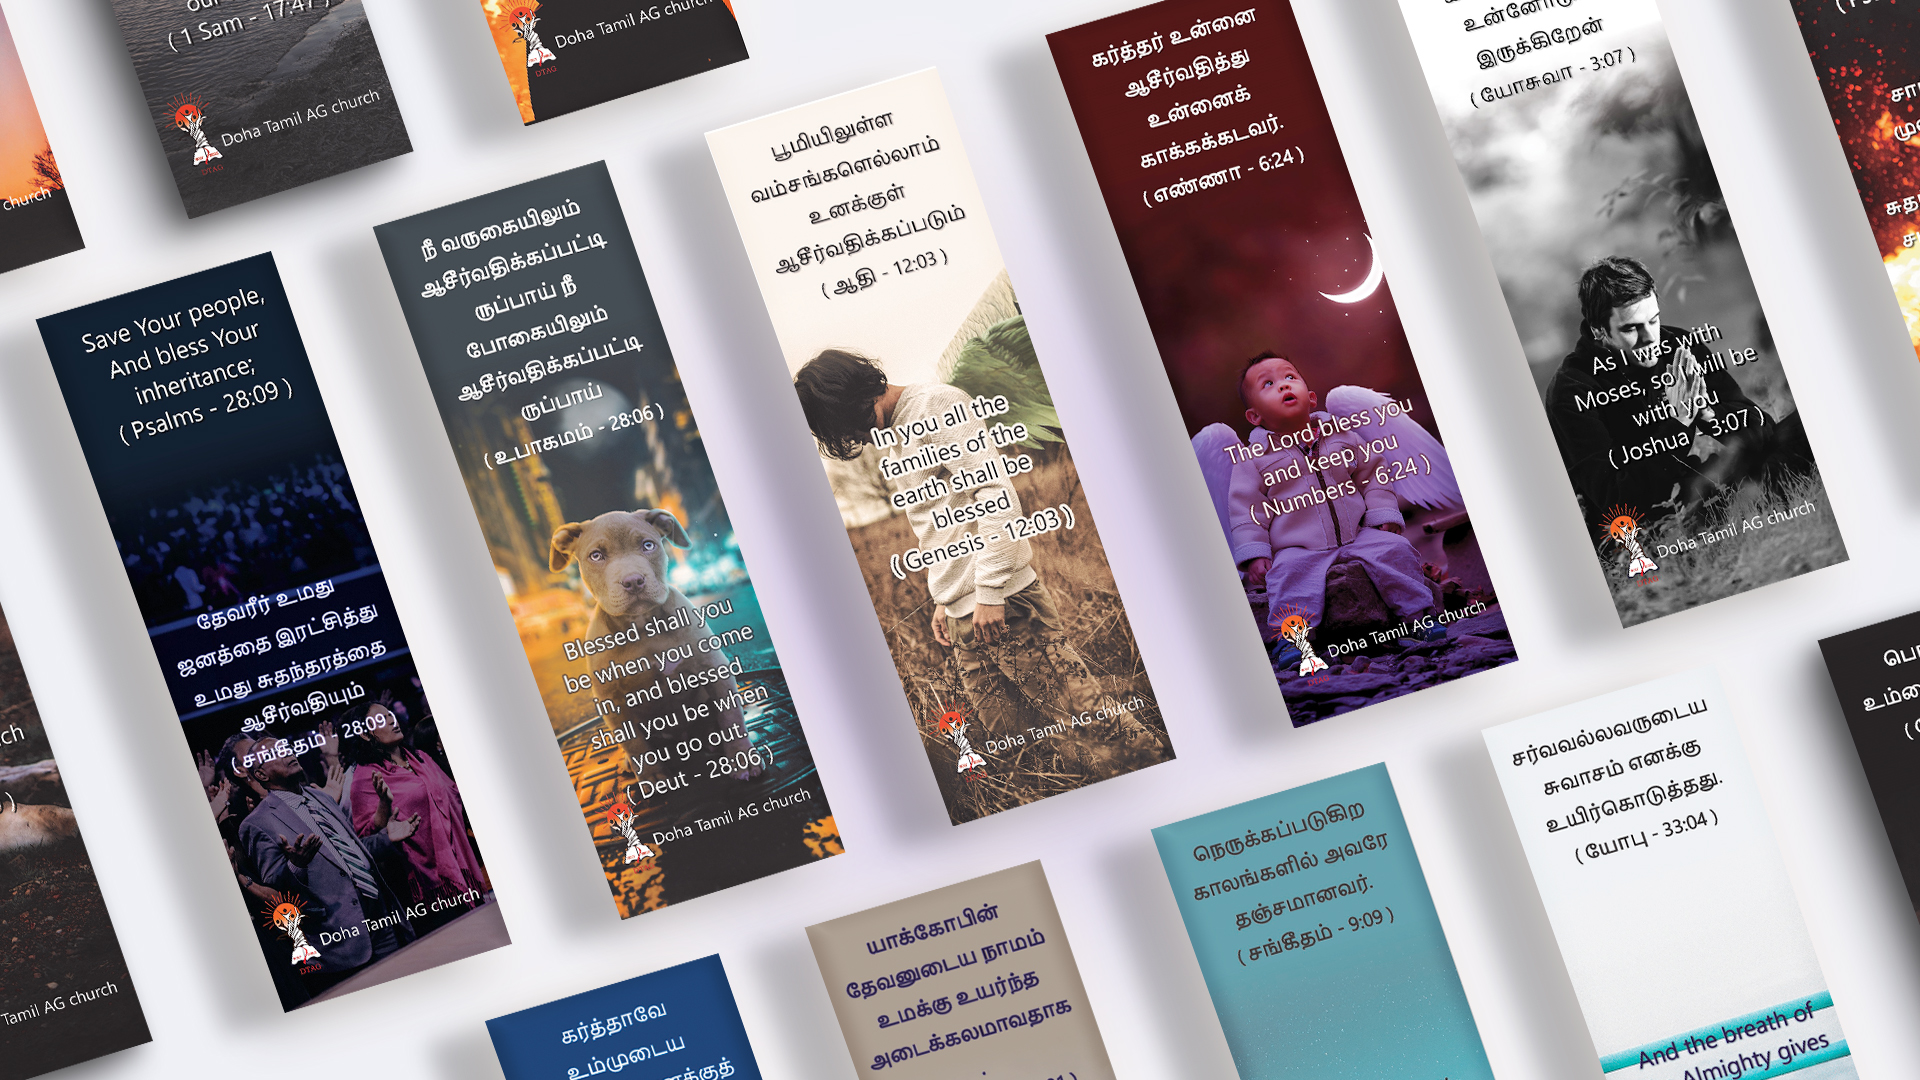 our
( 1 Sam - 17:47 )
Doha Tamil AG church
DTAG
Doha Tamil AG church
DTAG
church
Save Your people,
And bless Your
inheritance;
( Psalms - 28:09 )
தேவரீர் உமது
ஜனத்தை இரட்சித்து
உமது சுதந்தரத்தை
ஆசீர்வதியும்
( சங்கீதம் - 28:09 )
Doha Tamil AG church
DTAG
நீ வருகையிலும்
ஆசீர்வதிக்கப்பட்டி
ருப்பாய் நீ
போகையிலும்
ஆசீர்வதிக்கப்பட்டி
ருப்பாய்
( உபாகமம் - 28:06 )
Blessed shall you
be when you come
in, and blessed
shall you be when
you go out.
( Deut - 28:06 )
Doha Tamil AG church
பூமியிலுள்ள
வம்சங்களெல்லாம்
உனக்குள்
ஆசீர்வதிக்கப்படும்
( ஆதி - 12:03 )
In you all the
families of the
earth shall be
blessed
( Genesis - 12:03 )
Doha Tamil AG church
கர்த்தர் உன்னை
ஆசீர்வதித்து
உன்னைக்
காக்கக்கடவர்.
( எண்ணா - 6:24 )
The Lord bless you
and keep you
( Numbers - 6:24 )
Doha Tamil AG church
DTAG
இருக்கிறேன்
( யோசுவா - 3:07 )
As I was with
Moses, so I will be
with you
( Joshua - 3:07 )
Doha Tamil AG church
Tamil AG church
கர்த்தாவே
உம்முடைய
யாக்கோபின்
தேவனுடைய நாமம்
உமக்கு உயர்ந்த
அடைக்கலமாவதாக
நெருக்கப்படுகிற
காலங்களில் அவரே
தஞ்சமானவர்.
( சங்கீதம் - 9:09 )
சர்வவல்லவருடைய
சுவாசம் எனக்கு
உயிர்கொடுத்தது.
( யோபு - 33:04 )
And the breath of
Almighty gives